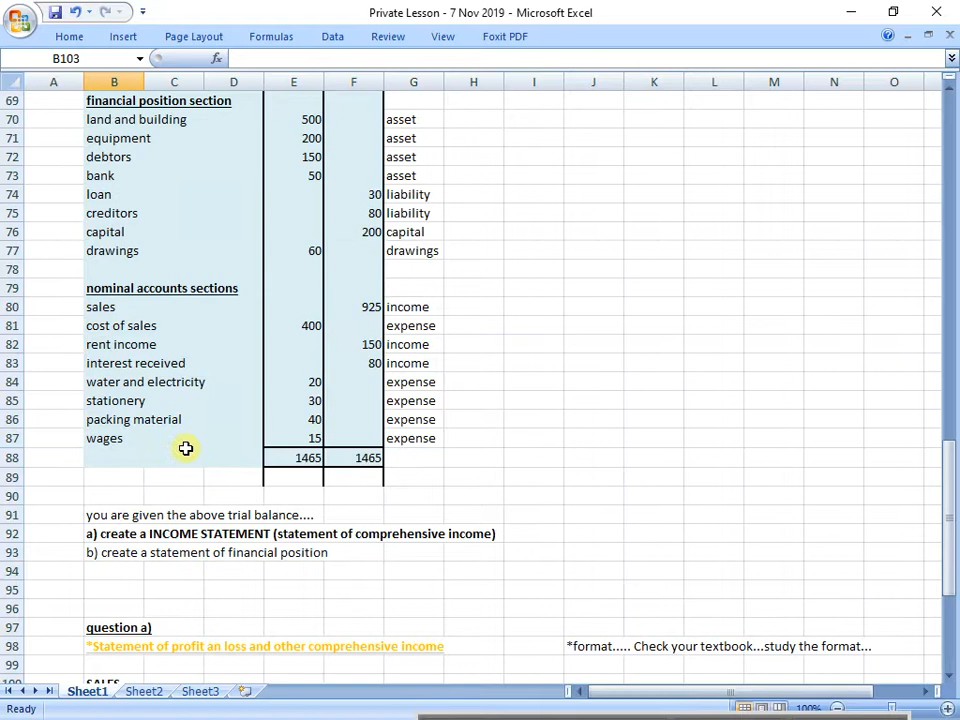 Private Lesson - 7 Nov 2019 - Microsoft Excel
Home Insert Page Layout Formulas Data Review View Foxit PDF
B103 fx
A B C D E F G H I J K L M N O
69 financial position section
70 land and building 500 asset
71 equipment 200 asset
72 debtors 150 asset
73 bank 50 asset
74 loan 30 liability
75 creditors 80 liability
76 capital 200 capital
77 drawings 60 drawings
78
79 nominal accounts sections
80 sales 925 income
81 cost of sales 400 expense
82 rent income 150 income
83 interest received 80 income
84 water and electricity 20 expense
85 stationery 30 expense
86 packing material 40 expense
87 wages 15 expense
88 1465 1465
89
90
91 you are given the above trial balance....
92 a) create a INCOME STATEMENT (statement of comprehensive income)
93 b) create a statement of financial position
94
95
96
97 question a)
98 *Statement of profit an loss and other comprehensive income *format..... Check your textbook...study the format...
99
100 SALES
Sheet1 Sheet2 Sheet3
Ready 100%